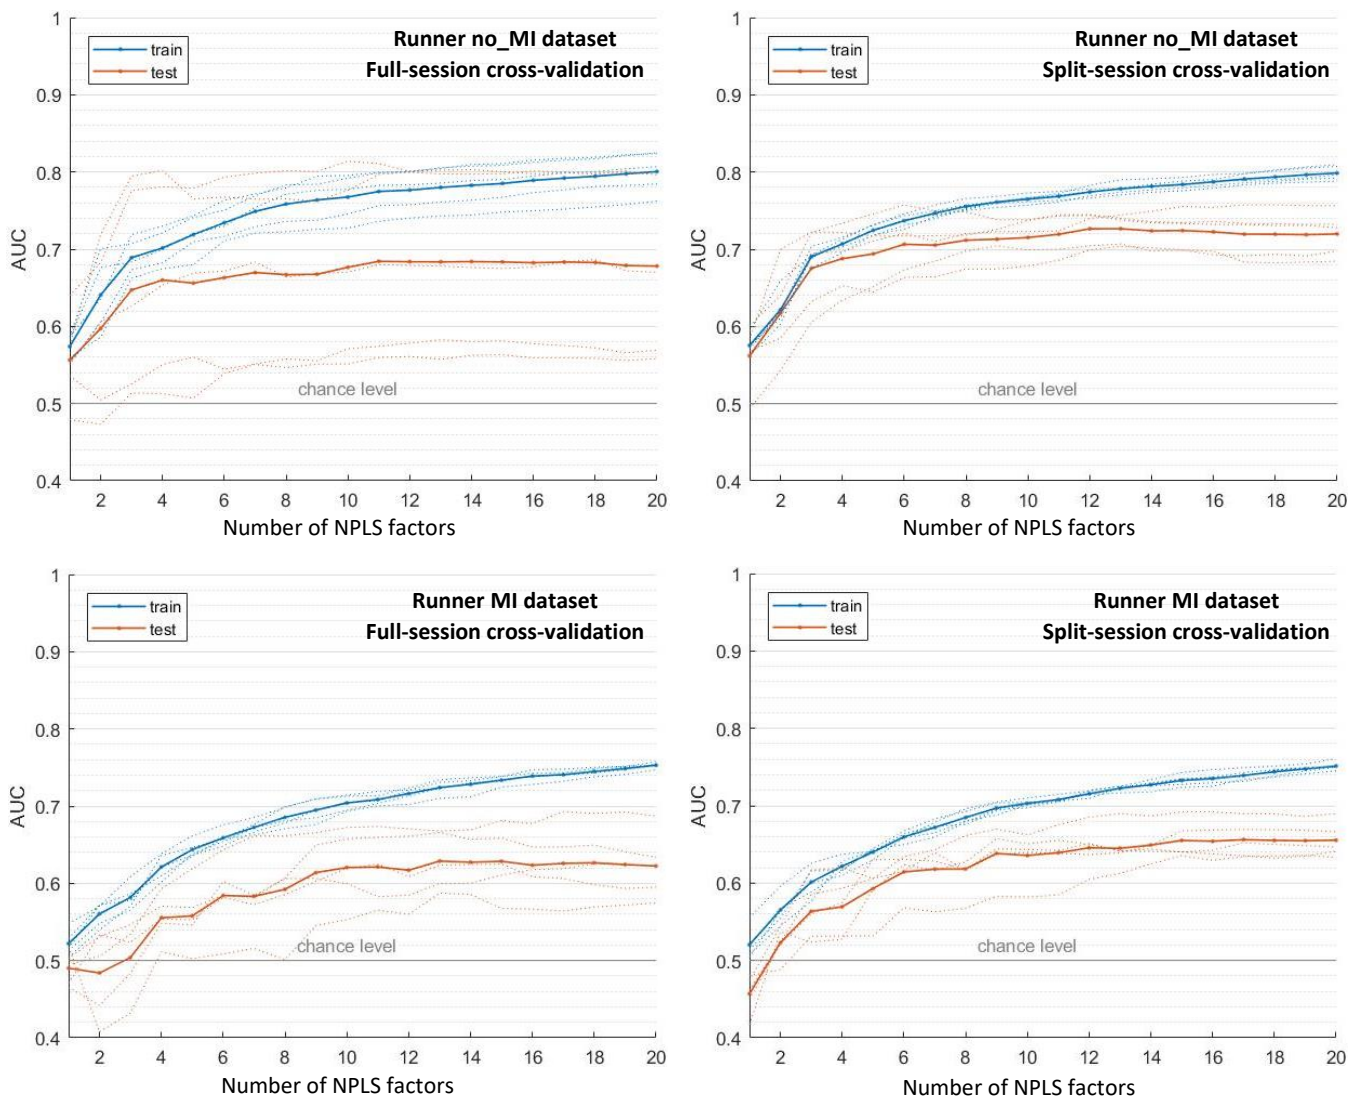 Runner no_MI dataset
Full-session cross-validation
train
test
1
0.9
0.8
0.7
0.6
0.5
0.4
AUC
chance level
2 4 6 8 10 12 14 16 18 20
Number of NPLS factors
Runner no_MI dataset
Split-session cross-validation
train
test
1
0.9
0.8
0.7
0.6
0.5
0.4
AUC
chance level
2 4 6 8 10 12 14 16 18 20
Number of NPLS factors
Runner MI dataset
Full-session cross-validation
train
test
1
0.9
0.8
0.7
0.6
0.5
0.4
AUC
chance level
2 4 6 8 10 12 14 16 18 20
Number of NPLS factors
Runner MI dataset
Split-session cross-validation
train
test
1
0.9
0.8
0.7
0.6
0.5
0.4
AUC
chance level
2 4 6 8 10 12 14 16 18 20
Number of NPLS factors